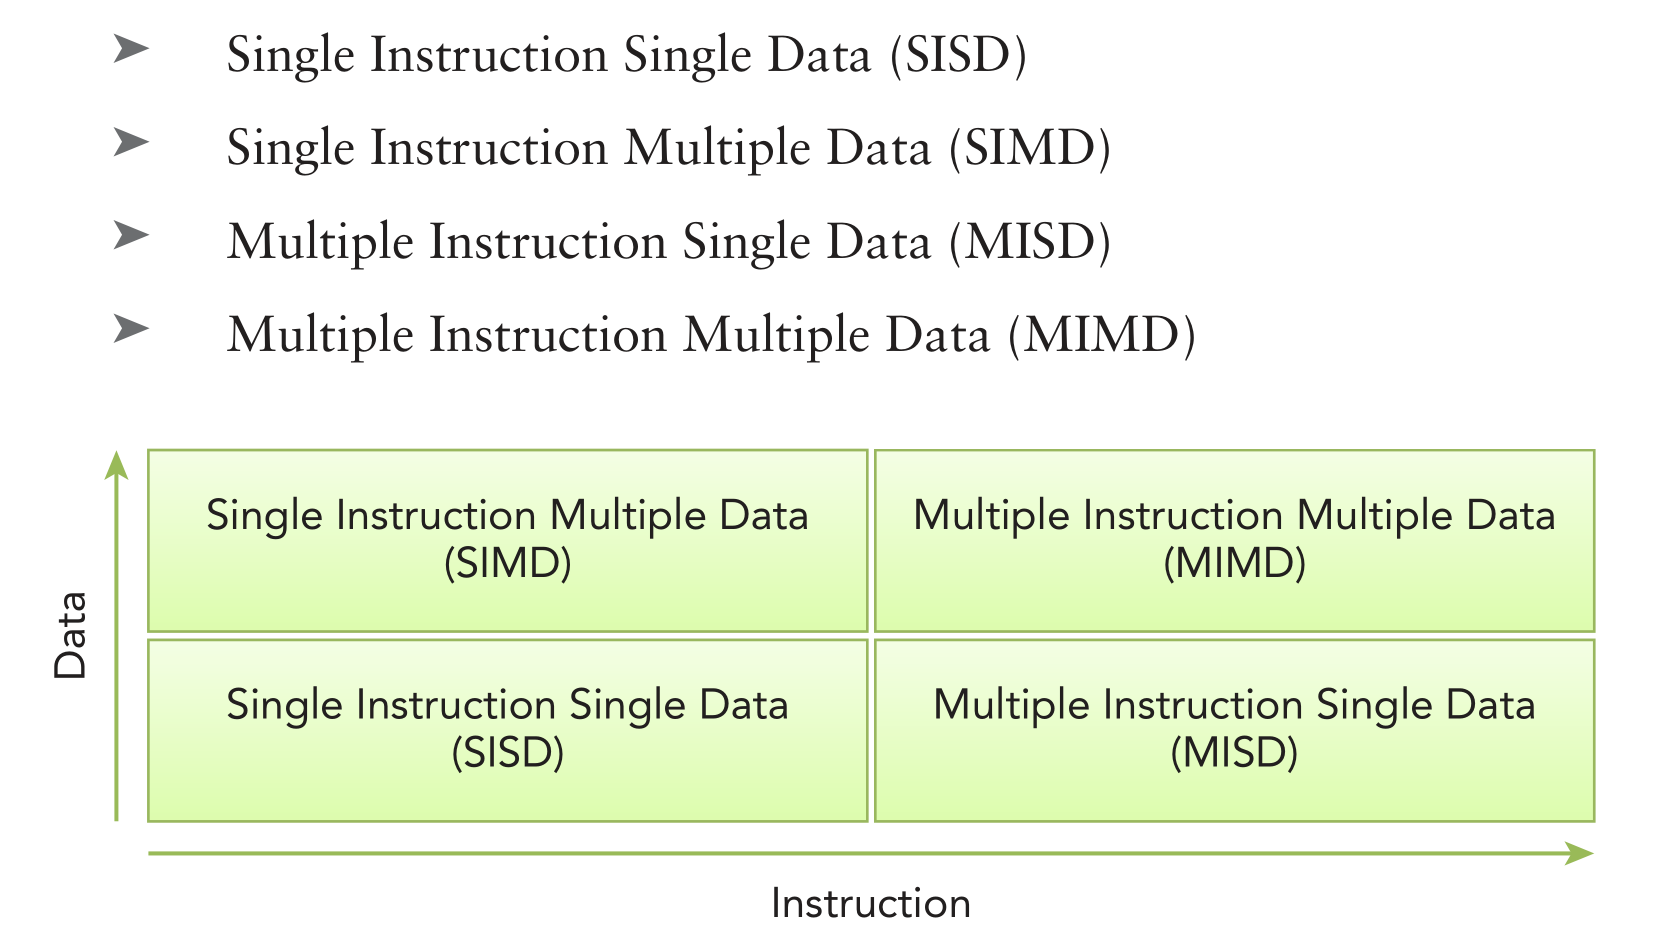 ➤ Single Instruction Single Data (SISD)
➤ Single Instruction Multiple Data (SIMD)
➤ Multiple Instruction Single Data (MISD)
➤ Multiple Instruction Multiple Data (MIMD)
Single Instruction Multiple Data
(SIMD)
Multiple Instruction Multiple Data
(MIMD)
Data
Single Instruction Single Data
(SISD)
Multiple Instruction Single Data
(MISD)
Instruction